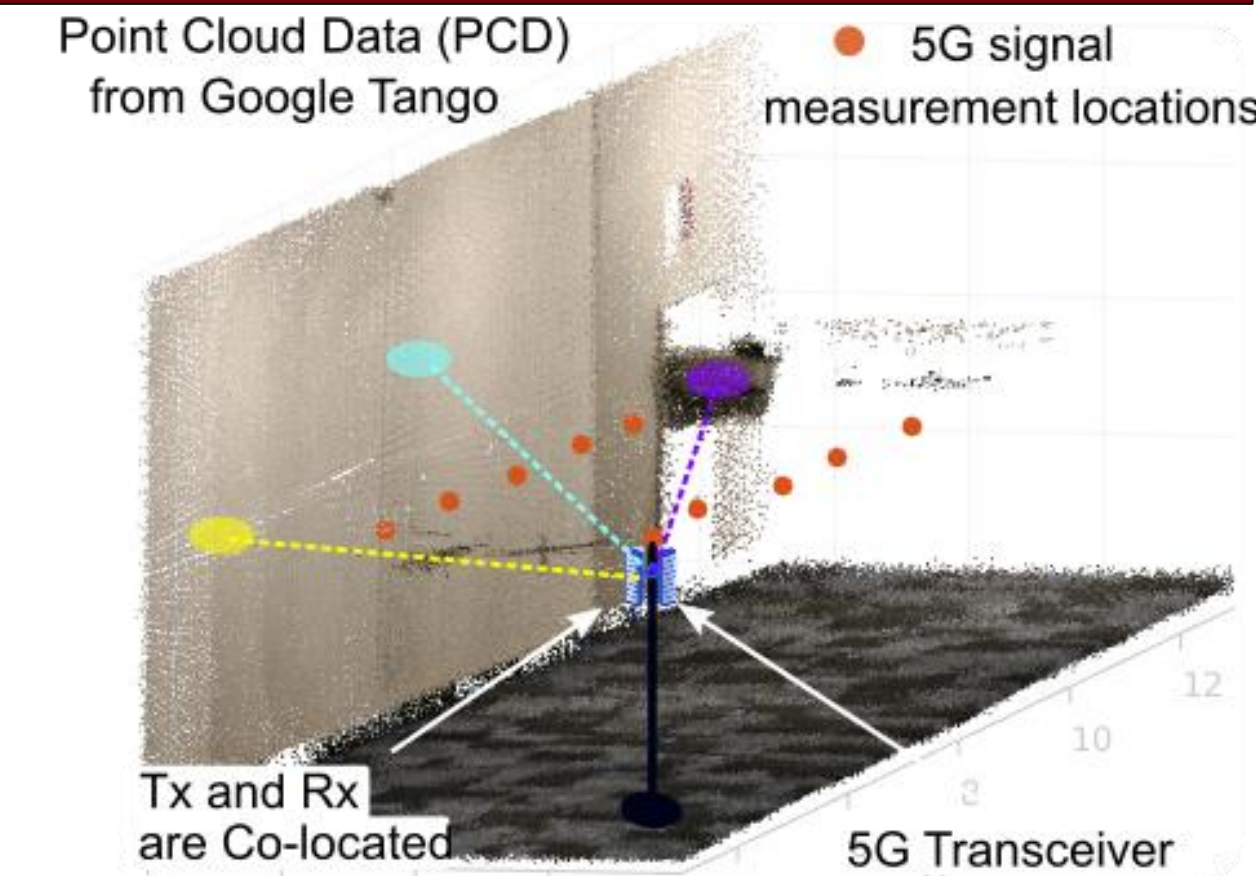 Point Cloud Data (PCD)
from Google Tango
5G signal
measurement locations
12
10
Tx and Rx
are Co-located
5G Transceiver